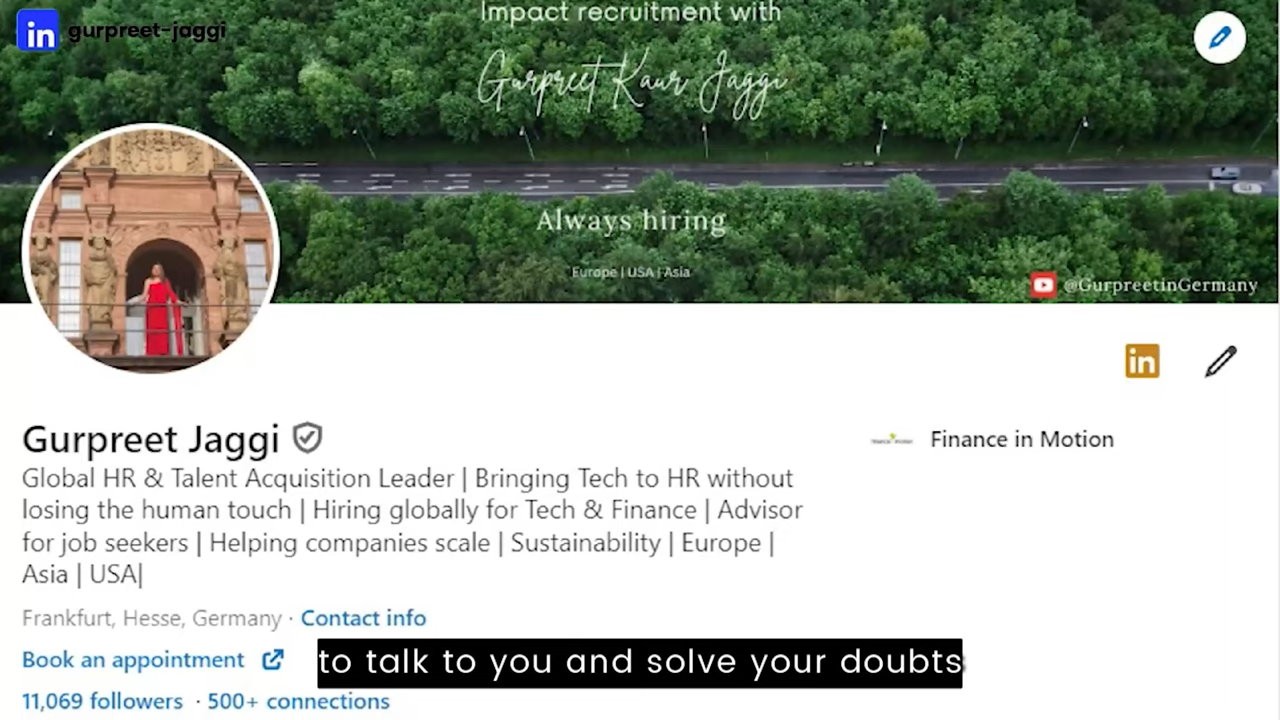 in gurpreet-jaggi
Impact recruitment with
Gurpreet Kaur Jaggi
Always hiring
Europe | USA | Asia
@GurpreetinGermany
in
Gurpreet Jaggi
Finance in Motion
Global HR & Talent Acquisition Leader | Bringing Tech to HR without
losing the human touch | Hiring globally for Tech & Finance | Advisor
for job seekers | Helping companies scale | Sustainability | Europe |
Asia | USA|
Frankfurt, Hesse, Germany · Contact info
Book an appointment
to talk to you and solve your doubts
11,069 followers · 500+ connections